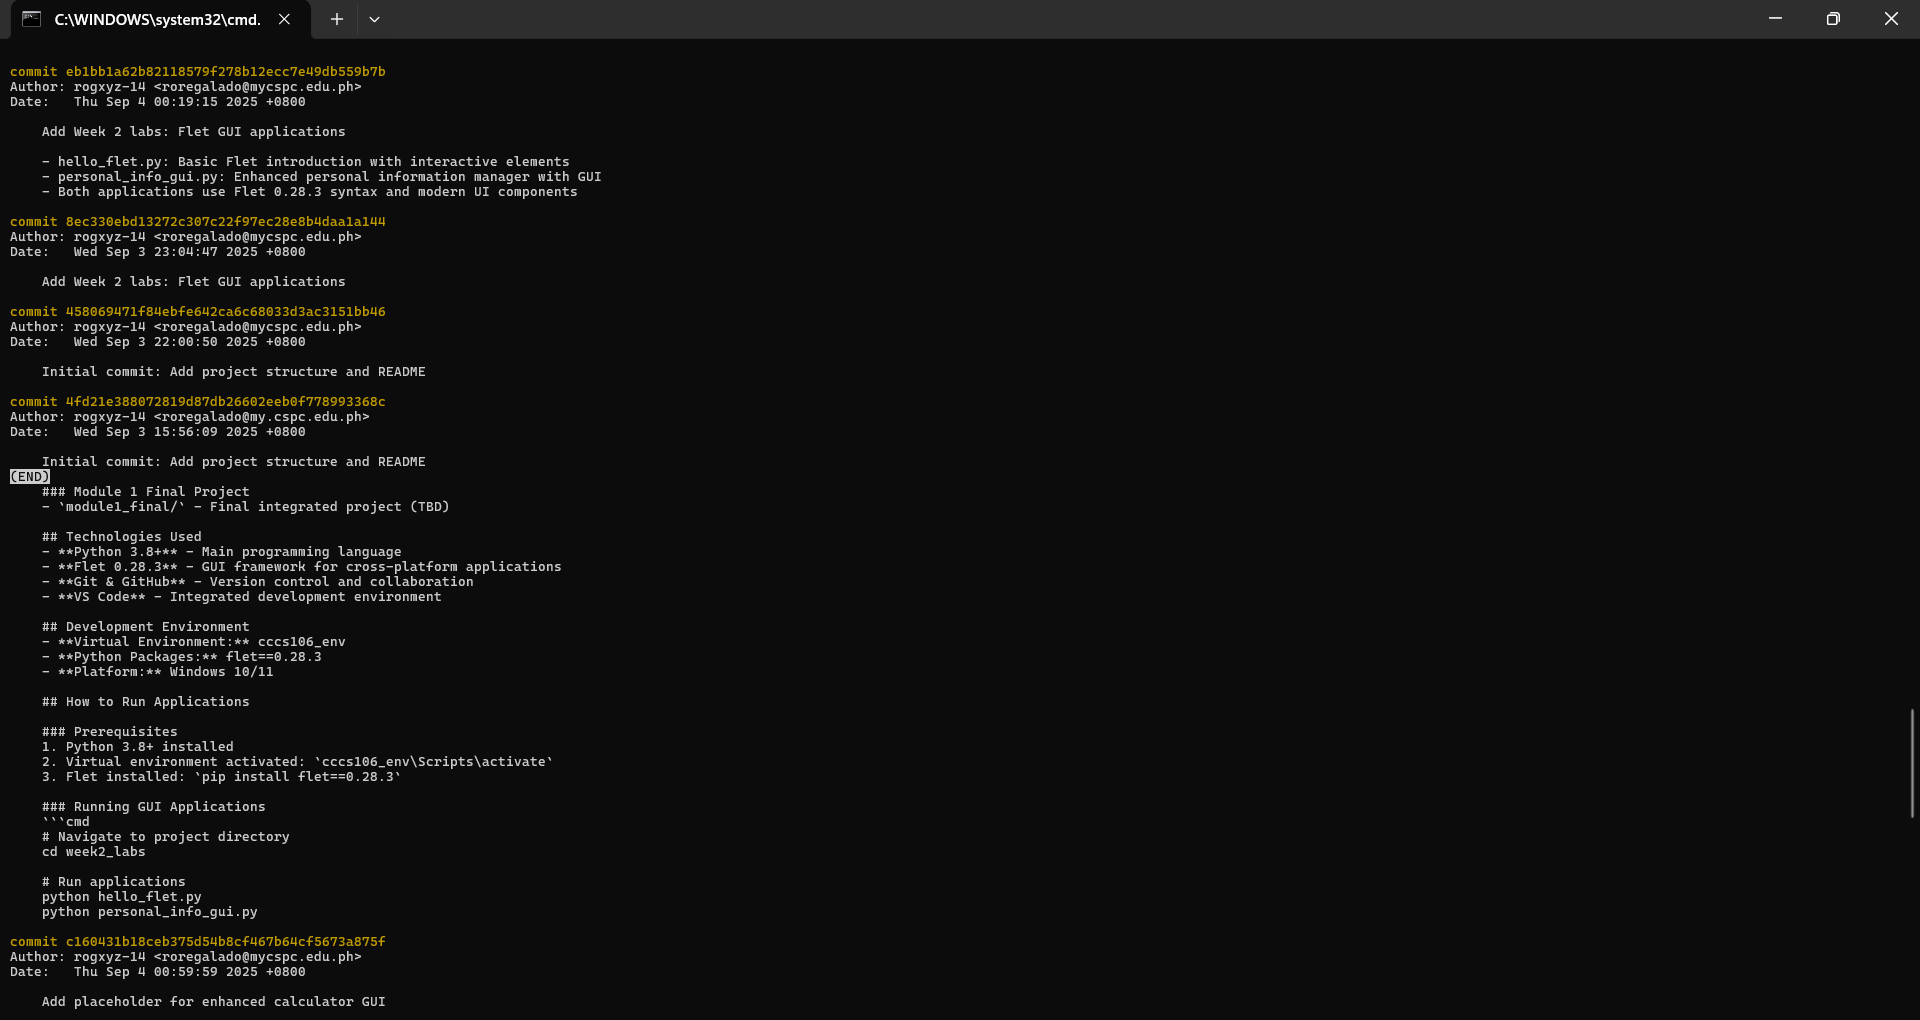 C:\WINDOWS\system32\cmd.
commit eb1bb1a62b82118579f278b12ecc7e49db559b7b
Author: rogxyz-14 <roregalado@mycspc.edu.ph>
Date:   Thu Sep 4 00:19:15 2025 +0800
    Add Week 2 labs: Flet GUI applications
    - hello_flet.py: Basic Flet introduction with interactive elements
    - personal_info_gui.py: Enhanced personal information manager with GUI
    - Both applications use Flet 0.28.3 syntax and modern UI components
commit 8ec330ebd13272c307c22f97ec28e8b4daa1a144
Author: rogxyz-14 <roregalado@mycspc.edu.ph>
Date:   Wed Sep 3 23:04:47 2025 +0800
    Add Week 2 labs: Flet GUI applications
commit 458069471f84ebfe642ca6c68033d3ac3151bb46
Author: rogxyz-14 <roregalado@mycspc.edu.ph>
Date:   Wed Sep 3 22:00:50 2025 +0800
    Initial commit: Add project structure and README
commit 4fd21e388072819d87db26602eeb0f778993368c
Author: rogxyz-14 <roregalado@my.cspc.edu.ph>
Date:   Wed Sep 3 15:56:09 2025 +0800
    Initial commit: Add project structure and README
(END)
    ### Module 1 Final Project
    - `module1_final/` - Final integrated project (TBD)
    ## Technologies Used
    - **Python 3.8+** - Main programming language
    - **Flet 0.28.3** - GUI framework for cross-platform applications
    - **Git & GitHub** - Version control and collaboration
    - **VS Code** - Integrated development environment
    ## Development Environment
    - **Virtual Environment:** cccs106_env
    - **Python Packages:** flet==0.28.3
    - **Platform:** Windows 10/11
    ## How to Run Applications
    ### Prerequisites
    1. Python 3.8+ installed
    2. Virtual environment activated: `cccs106_env\Scripts\activate`
    3. Flet installed: `pip install flet==0.28.3`
    ### Running GUI Applications
    ```cmd
    # Navigate to project directory
    cd week2_labs
    # Run applications
    python hello_flet.py
    python personal_info_gui.py
commit c160431b18ceb375d54b8cf467b64cf5673a875f
Author: rogxyz-14 <roregalado@mycspc.edu.ph>
Date:   Thu Sep 4 00:59:59 2025 +0800
    Add placeholder for enhanced calculator GUI